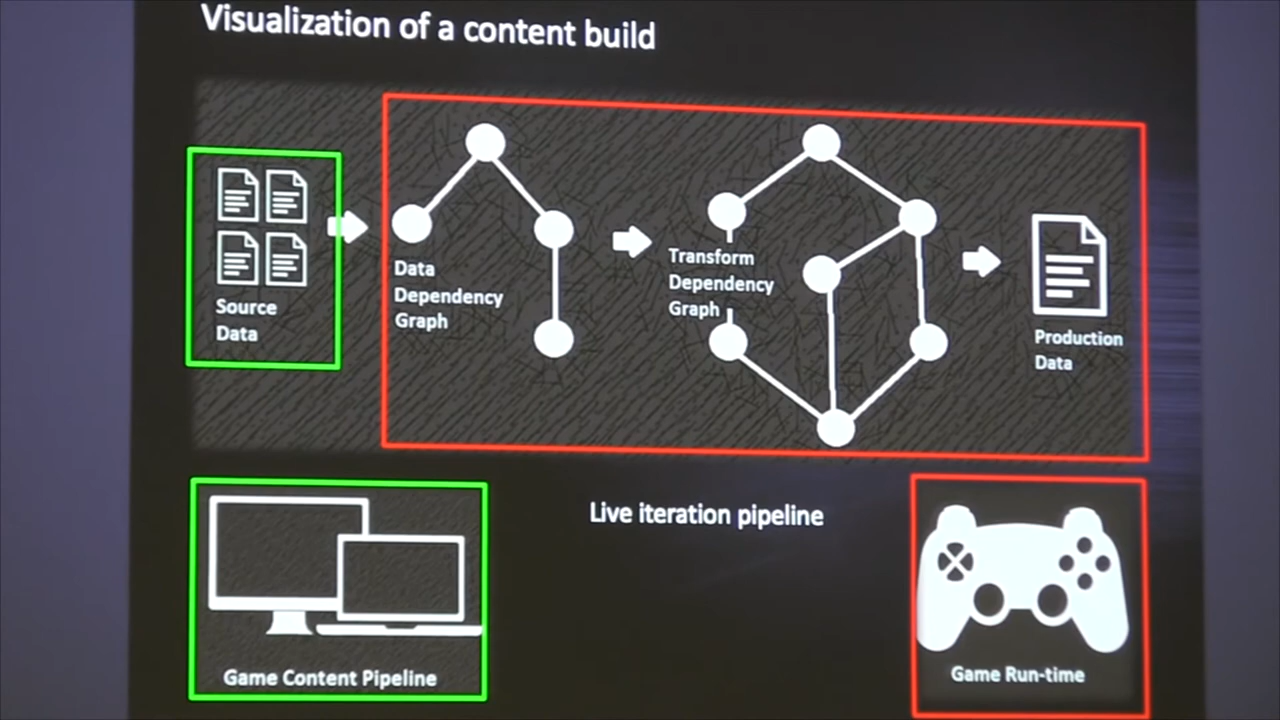 Visualization of a content build
Source
Data
Data
Dependency
Graph
Transform
Dependency
Graph
Production
Data
Live iteration pipeline
Game Content Pipeline
Game Run-time